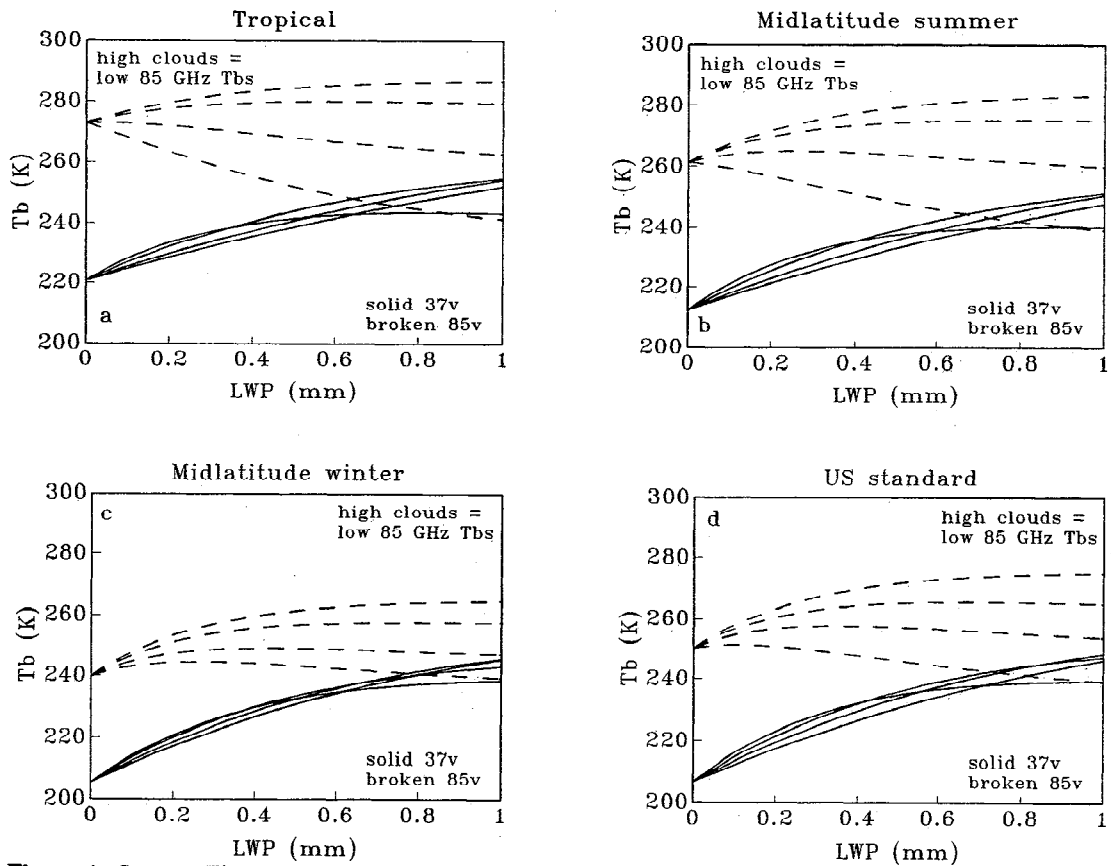 Tropical
300
280
260
240
220
200
Tb (K)
high clouds =
low 85 GHz Tbs
solid 37v
broken 85v
a
0 0.2 0.4 0.6 0.8 1
LWP (mm)
Midlatitude summer
300
280
260
240
220
200
Tb (K)
high clouds =
low 85 GHz Tbs
solid 37v
broken 85v
b
0 0.2 0.4 0.6 0.8 1
LWP (mm)
Midlatitude winter
300
280
260
240
220
200
Tb (K)
c
high clouds =
low 85 GHz Tbs
solid 37v
broken 85v
0 0.2 0.4 0.6 0.8 1
LWP (mm)
US standard
300
280
260
240
220
200
Tb (K)
d
high clouds =
low 85 GHz Tbs
solid 37v
broken 85v
0 0.2 0.4 0.6 0.8 1
LWP (mm)